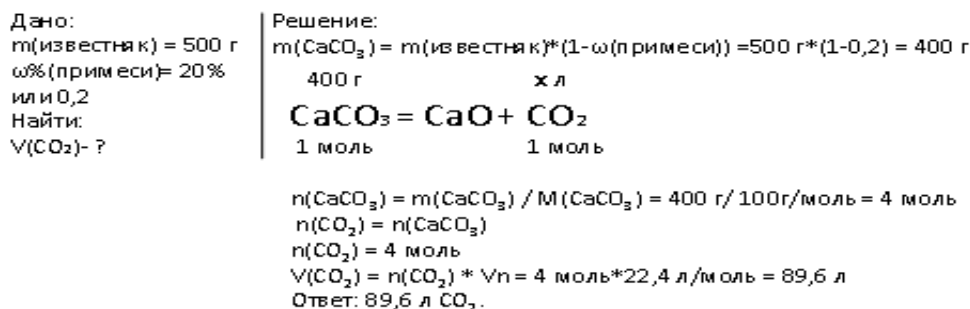 Дано:
m(известняк) = 500 г
ω%(примеси)= 20%
или 0,2
Найти:
V(CO₂)- ?
Решение:
m(CaCO₃) = m(известняк)*(1-ω(примеси)) =500 г*(1-0,2) = 400 г
400 г х л
CaCO₃ = CaO + CO₂
1 моль 1 моль
n(CaCO₃) = m(CaCO₃) / M(CaCO₃) = 400 г/ 100г/моль = 4 моль
n(CO₂) = n(CaCO₃)
n(CO₂) = 4 моль
V(CO₂) = n(CO₂) * Vn = 4 моль*22,4 л/моль = 89,6 л
Ответ: 89,6 л CO₂.